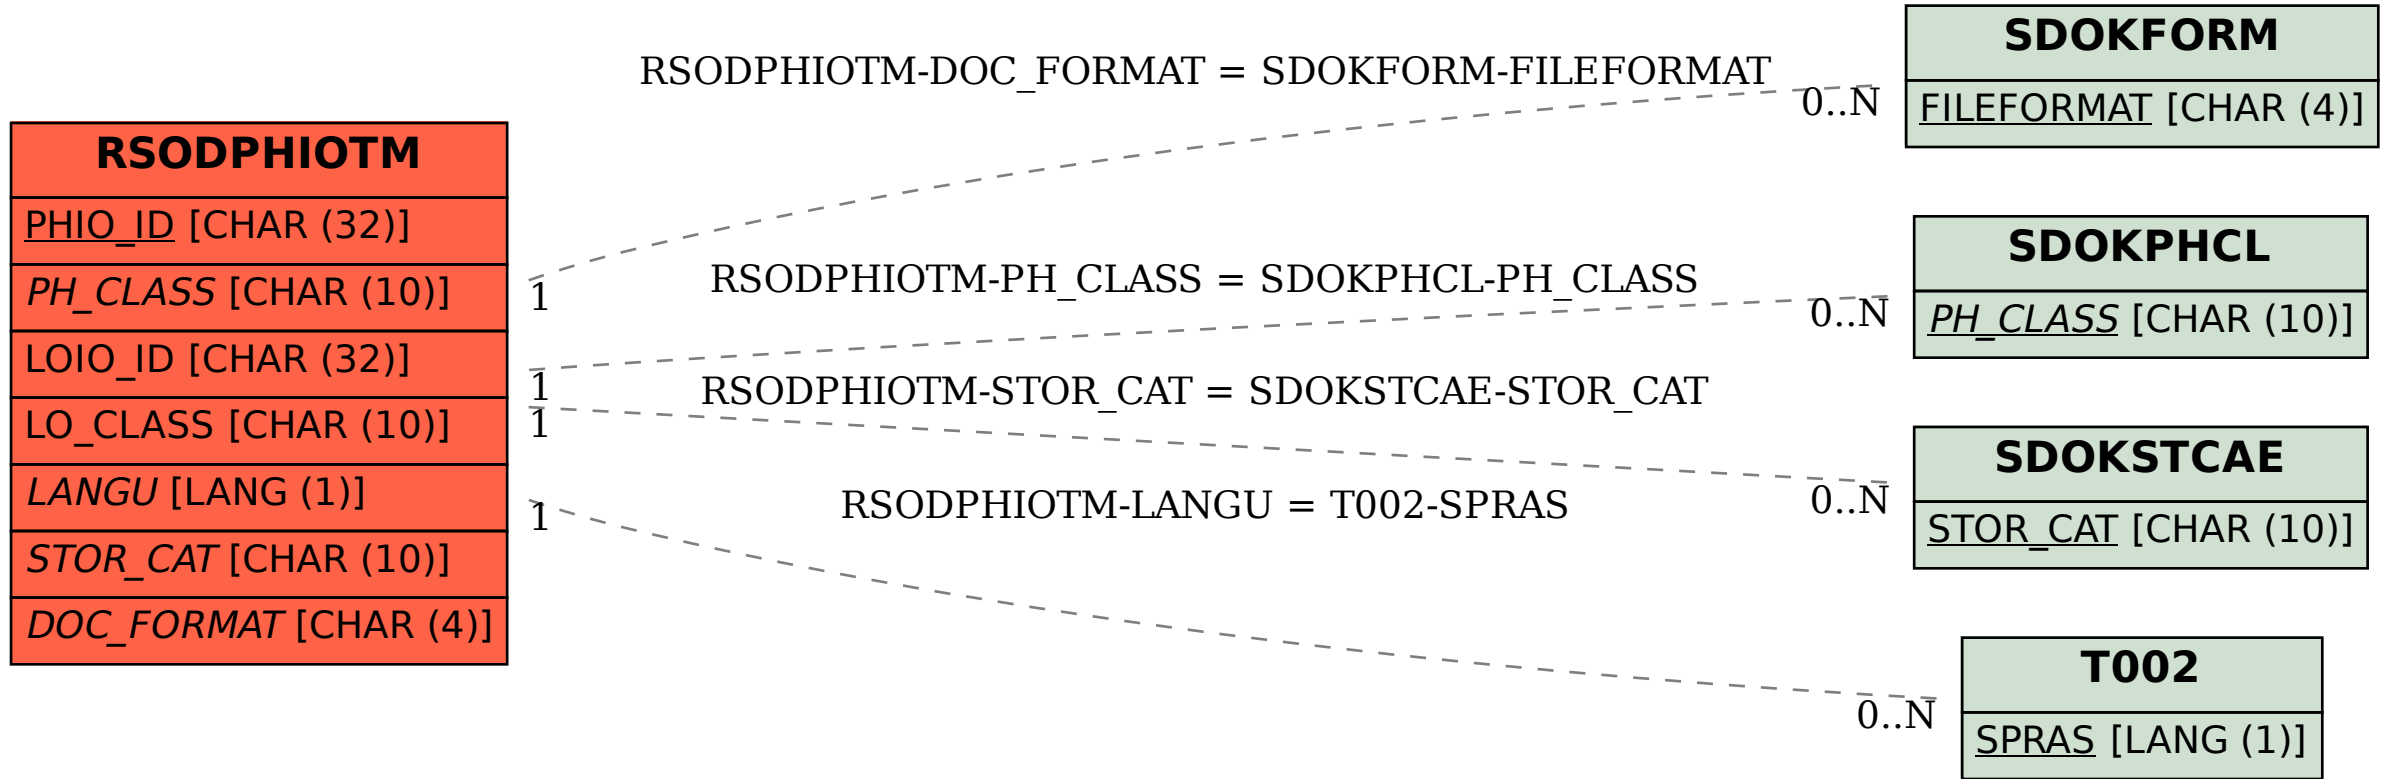 RSODPHIOTM
PHIO_ID [CHAR (32)]
PH_CLASS [CHAR (10)]
LOIO_ID [CHAR (32)]
LO_CLASS [CHAR (10)]
LANGU [LANG (1)]
STOR_CAT [CHAR (10)]
DOC_FORMAT [CHAR (4)]
RSODPHIOTM-DOC_FORMAT = SDOKFORM-FILEFORMAT
1
0..N
RSODPHIOTM-PH_CLASS = SDOKPHCL-PH_CLASS
1
0..N
RSODPHIOTM-STOR_CAT = SDOKSTCAE-STOR_CAT
1
0..N
RSODPHIOTM-LANGU = T002-SPRAS
1
0..N
SDOKFORM
FILEFORMAT [CHAR (4)]
SDOKPHCL
PH_CLASS [CHAR (10)]
SDOKSTCAE
STOR_CAT [CHAR (10)]
T002
SPRAS [LANG (1)]